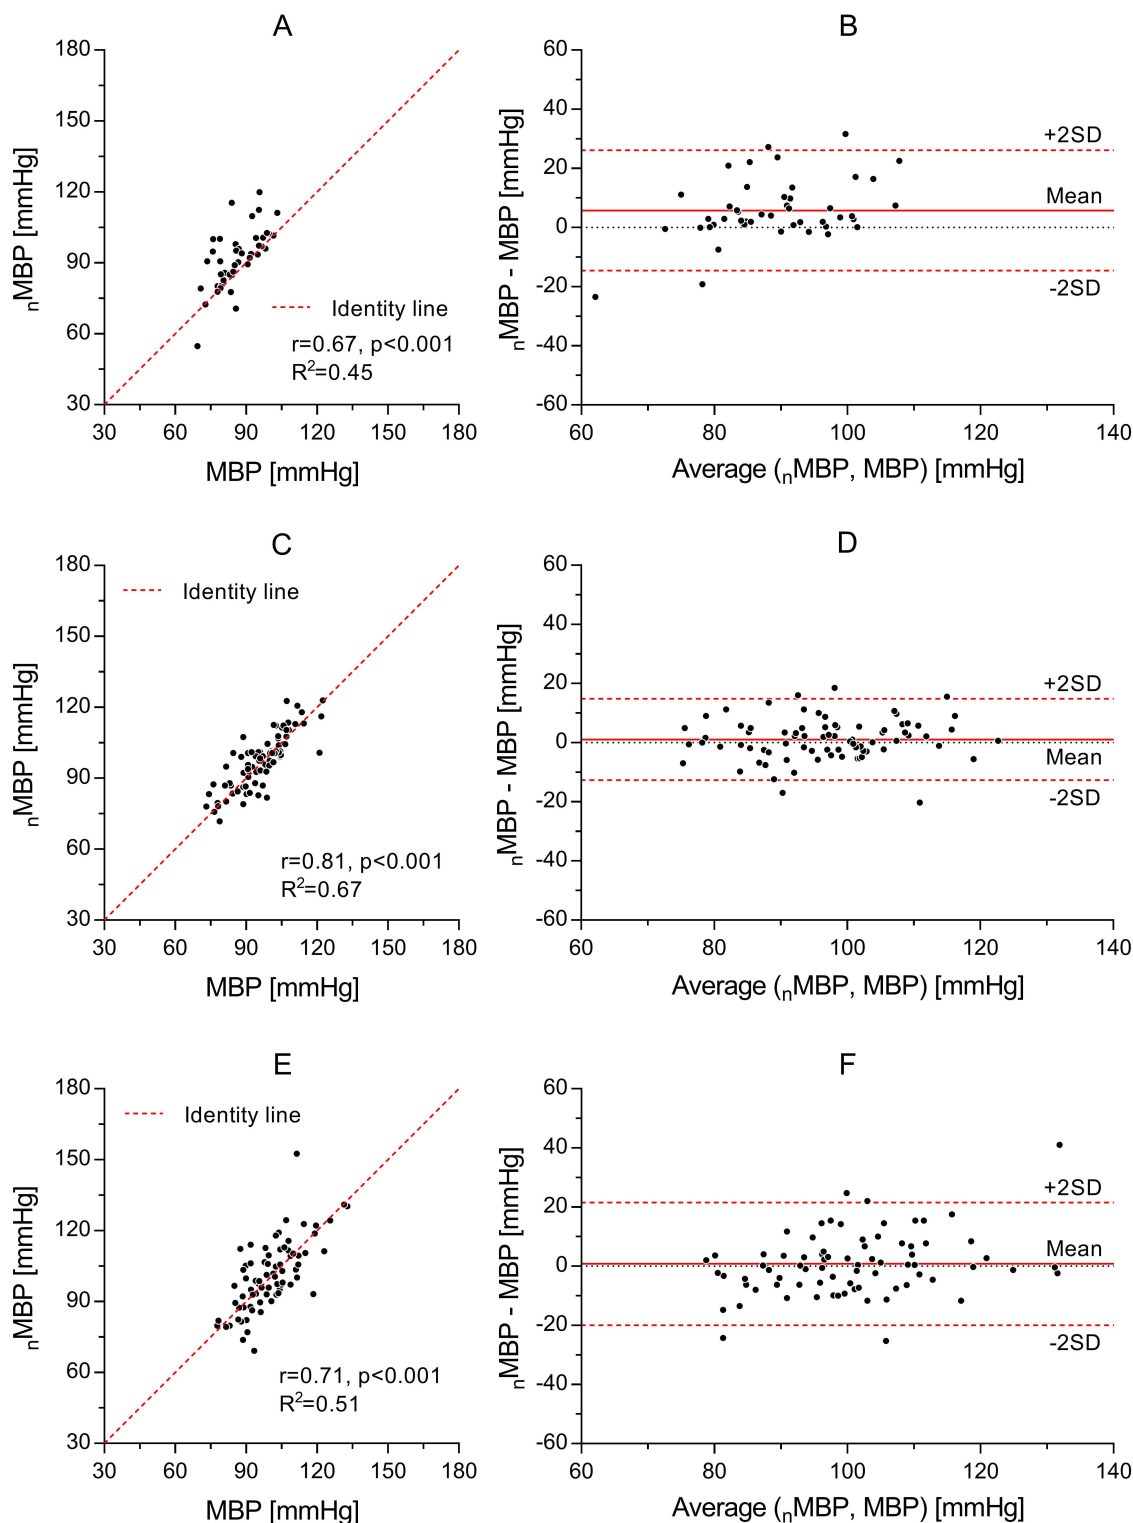 A
180
150
120
90
60
30
nMBP [mmHg]
Identity line
r=0.67, p<0.001
R2=0.45
30 60 90 120 150 180
MBP [mmHg]
B
60
40
20
0
-20
-40
-60
nMBP - MBP [mmHg]
+2SD
Mean
-2SD
60 80 100 120 140
Average (nMBP, MBP) [mmHg]
C
180
150
120
90
60
30
nMBP [mmHg]
Identity line
r=0.81, p<0.001
R2=0.67
30 60 90 120 150 180
MBP [mmHg]
D
60
40
20
0
-20
-40
-60
nMBP - MBP [mmHg]
+2SD
Mean
-2SD
60 80 100 120 140
Average (nMBP, MBP) [mmHg]
E
180
150
120
90
60
30
nMBP [mmHg]
Identity line
r=0.71, p<0.001
R2=0.51
30 60 90 120 150 180
MBP [mmHg]
F
60
40
20
0
-20
-40
-60
nMBP - MBP [mmHg]
+2SD
Mean
-2SD
60 80 100 120 140
Average (nMBP, MBP) [mmHg]